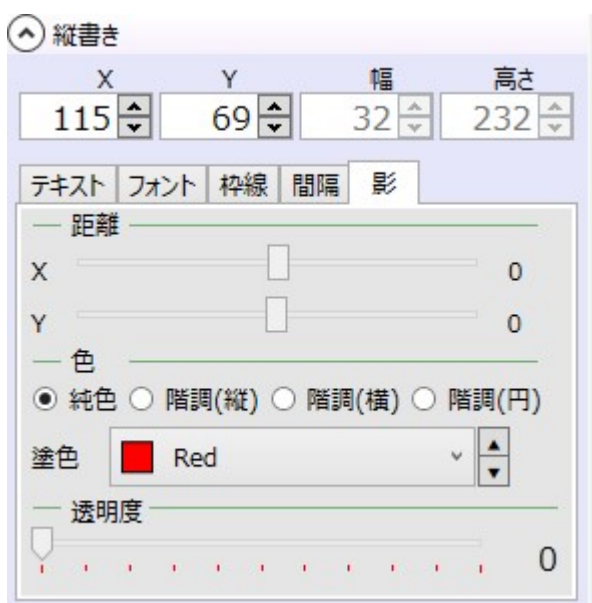 縦書き
X Y 幅 高さ
115 69 32 232
テキスト フォント 枠線 間隔 影
距離
X 0
Y 0
色
純色 階調(縦) 階調(横) 階調(円)
塗色 Red
透明度
0